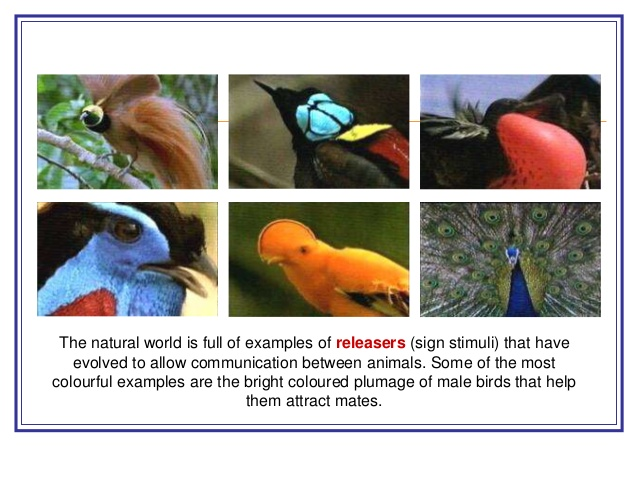 The natural world is full of examples of releasers (sign stimuli) that have
evolved to allow communication between animals. Some of the most
colourful examples are the bright coloured plumage of male birds that help
them attract mates.